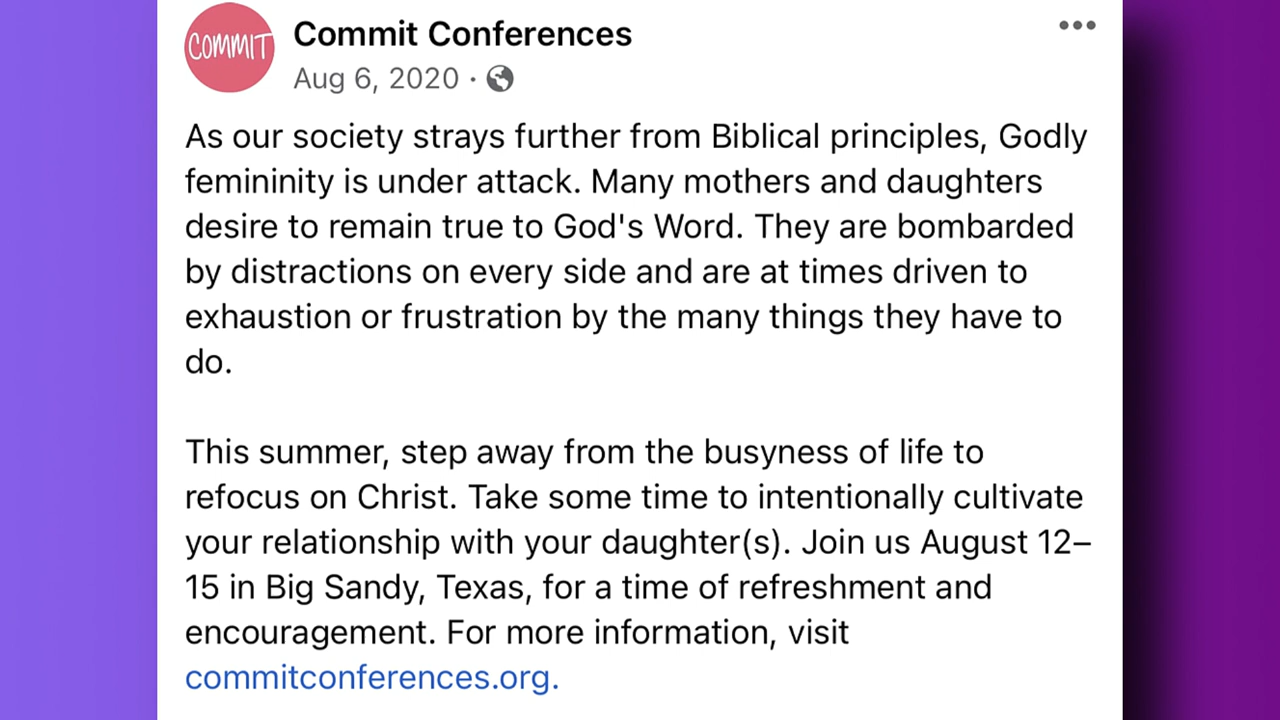 COMMIT
Commit Conferences
Aug 6, 2020 ·
As our society strays further from Biblical principles, Godly
femininity is under attack. Many mothers and daughters
desire to remain true to God's Word. They are bombarded
by distractions on every side and are at times driven to
exhaustion or frustration by the many things they have to
do.
This summer, step away from the busyness of life to
refocus on Christ. Take some time to intentionally cultivate
your relationship with your daughter(s). Join us August 12–
15 in Big Sandy, Texas, for a time of refreshment and
encouragement. For more information, visit
commitconferences.org.